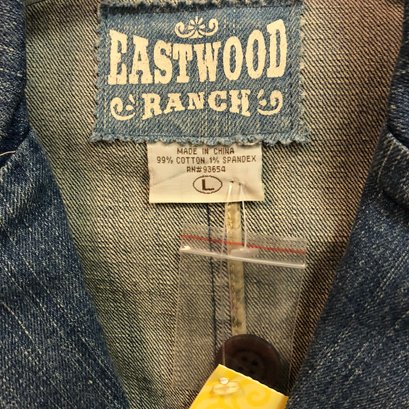 EASTWOOD
RANCH
MADE IN CHINA
99% COTTON 1% SPANDEX
RN#93654
L